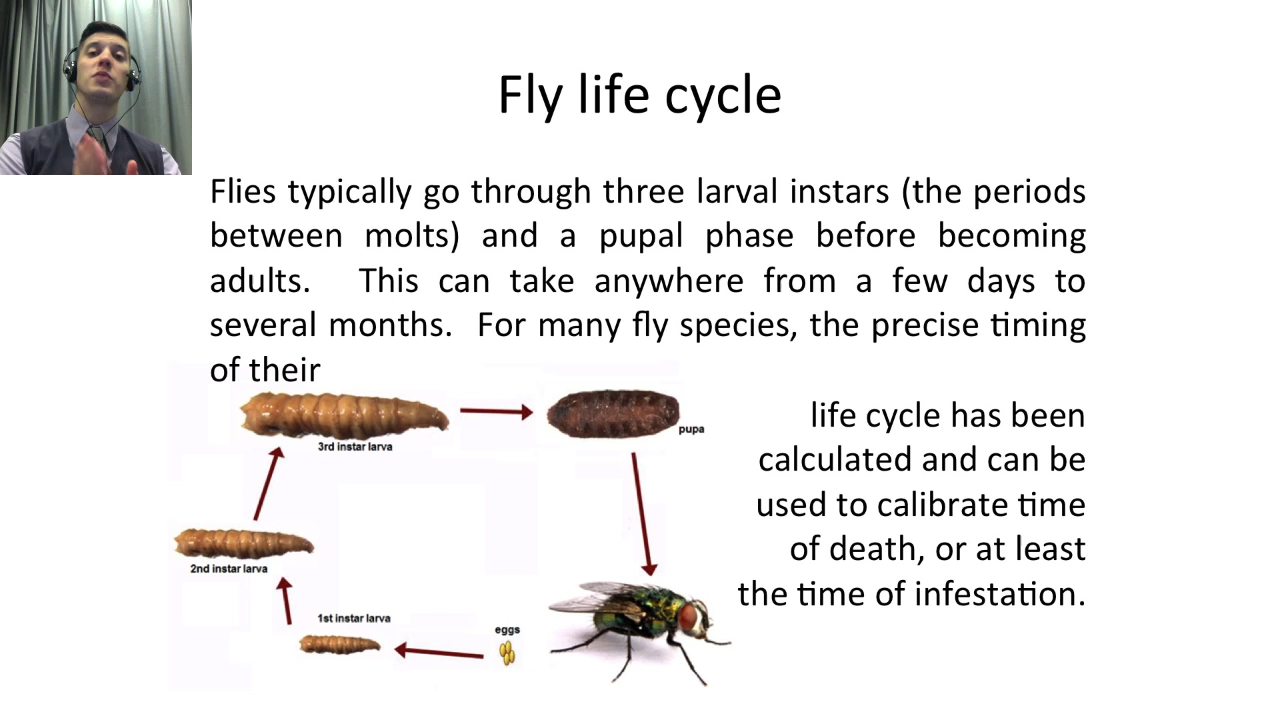 Fly life cycle
Flies typically go through three larval instars (the periods
between molts) and a pupal phase before becoming
adults. This can take anywhere from a few days to
several months. For many fly species, the precise timing
of their
life cycle has been
calculated and can be
used to calibrate time
of death, or at least
the time of infestation.
3rd instar larva
pupa
2nd instar larva
1st instar larva
eggs